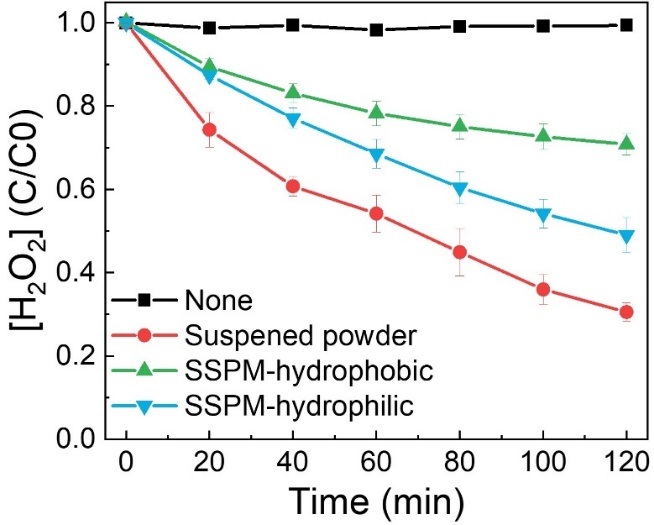 [H₂O₂] (C/C0)
1.0
0.8
0.6
0.4
0.2
0.0
None
Suspened powder
SSPM-hydrophobic
SSPM-hydrophilic
0 20 40 60 80 100 120
Time (min)